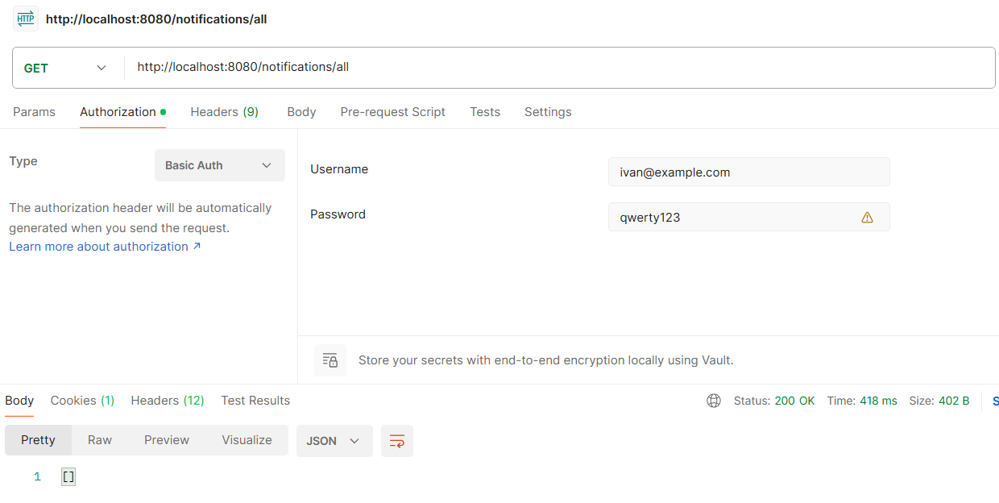 HTTP http://localhost:8080/notifications/all
GET http://localhost:8080/notifications/all
Params Authorization Headers (9) Body Pre-request Script Tests Settings
Type Basic Auth
The authorization header will be automatically
generated when you send the request.
Learn more about authorization ↗
Username ivan@example.com
Password qwerty123
Store your secrets with end-to-end encryption locally using Vault.
Body Cookies (1) Headers (12) Test Results Status: 200 OK Time: 418 ms Size: 402 B S
Pretty Raw Preview Visualize JSON
1 []